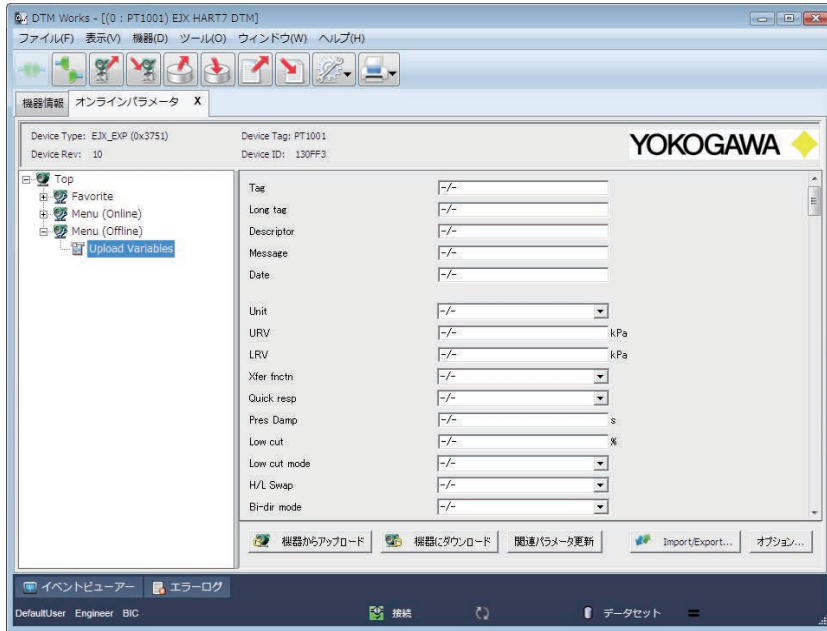 DTM Works - [(0 : PT1001) EJX HART7 DTM]
ファイル(F) 表示(V) 機器(D) ツール(O) ウィンドウ(W) ヘルプ(H)
機器情報 オンラインパラメータ X
Device Type: EJX_EXP (0x3751) Device Tag: PT1001
Device Rev: 10 Device ID: 130FF3
YOKOGAWA
Top
Favorite
Menu (Online)
Menu (Offline)
Upload Variables
Tag -/-
Long tag -/-
Descriptor -/-
Message -/-
Date -/-
Unit -/-
URV -/- kPa
LRV -/- kPa
Xfer fnctn -/-
Quick resp -/-
Pres Damp -/- s
Low cut -/- %
Low cut mode -/-
H/L Swap -/-
Bi-dir mode -/-
機器からアップロード 機器にダウンロード 関連パラメータ更新 Import/Export... オプション...
イベントビューアー エラーログ
DefaultUser Engineer BIC 接続 データセット